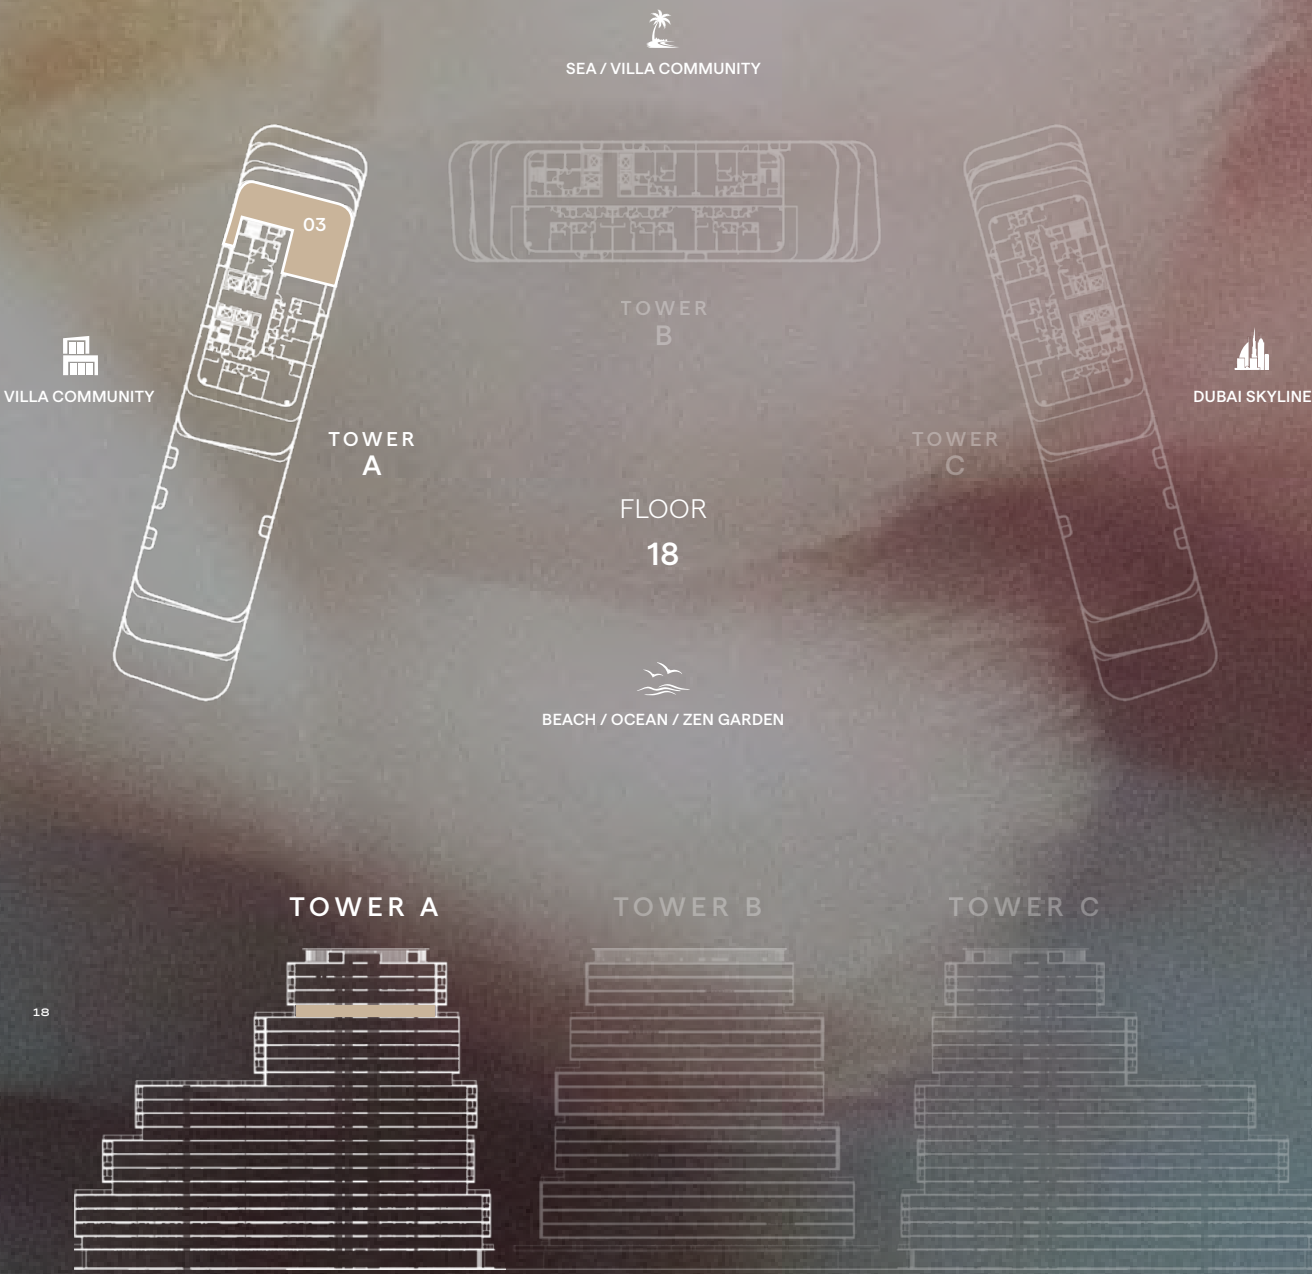 SEA / VILLA COMMUNITY
03
TOWER
B
VILLA COMMUNITY
DUBAI SKYLINE
TOWER
A
TOWER
C
FLOOR
18
BEACH / OCEAN / ZEN GARDEN
TOWER A
TOWER B
TOWER C
18